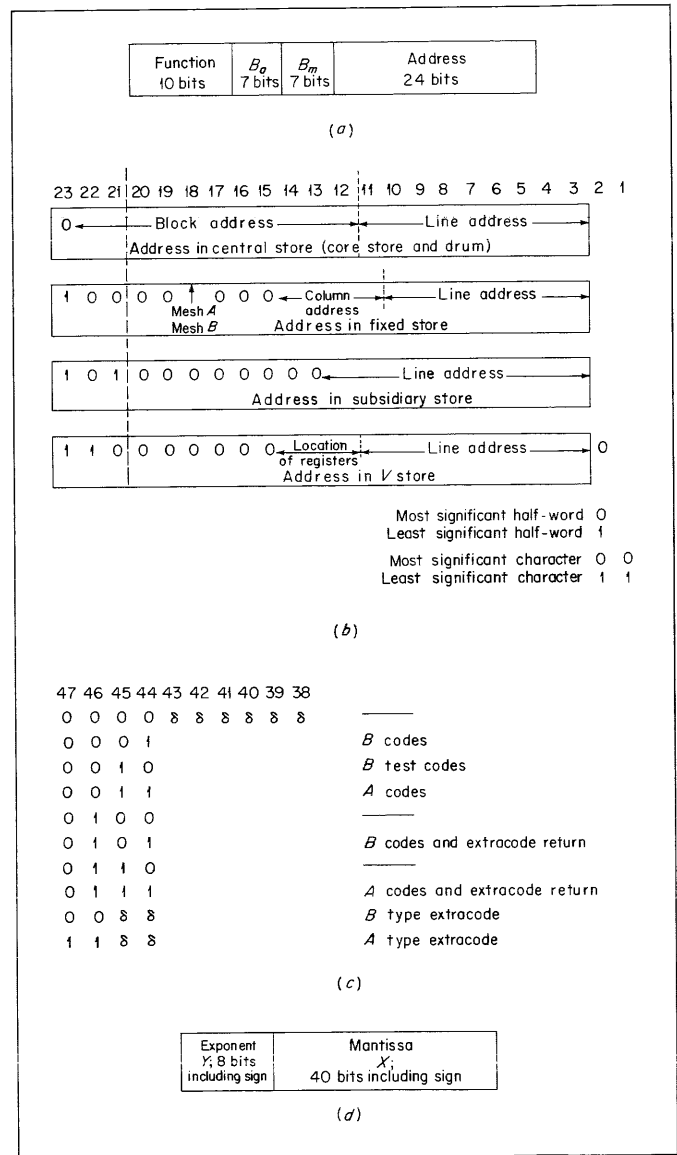 Function B_a B_m Address
10 bits 7 bits 7 bits 24 bits
(a)
23 22 21 20 19 18 17 16 15 14 13 12 11 10 9 8 7 6 5 4 3 2 1
0 Block address Line address
Address in central store (core store and drum)
1 0 0 0 0 0 0 0 Column Line address
Mesh A address
Mesh B Address in fixed store
1 0 1 0 0 0 0 0 0 0 0 Line address
Address in subsidiary store
1 1 0 0 0 0 0 0 0 Location Line address 0
of registers
Address in V store
Most significant half-word 0
Least significant half-word 1
Most significant character 0 0
Least significant character 1 1
(b)
47 46 45 44 43 42 41 40 39 38
0 0 0 0 δ δ δ δ δ δ ——
0 0 0 1 B codes
0 0 1 0 B test codes
0 0 1 1 A codes
0 1 0 0 ——
0 1 0 1 B codes and extracode return
0 1 1 0 ——
0 1 1 1 A codes and extracode return
0 0 δ δ B type extracode
1 1 δ δ A type extracode
(c)
Exponent Mantissa
Y; 8 bits X;
including sign 40 bits including sign
(d)